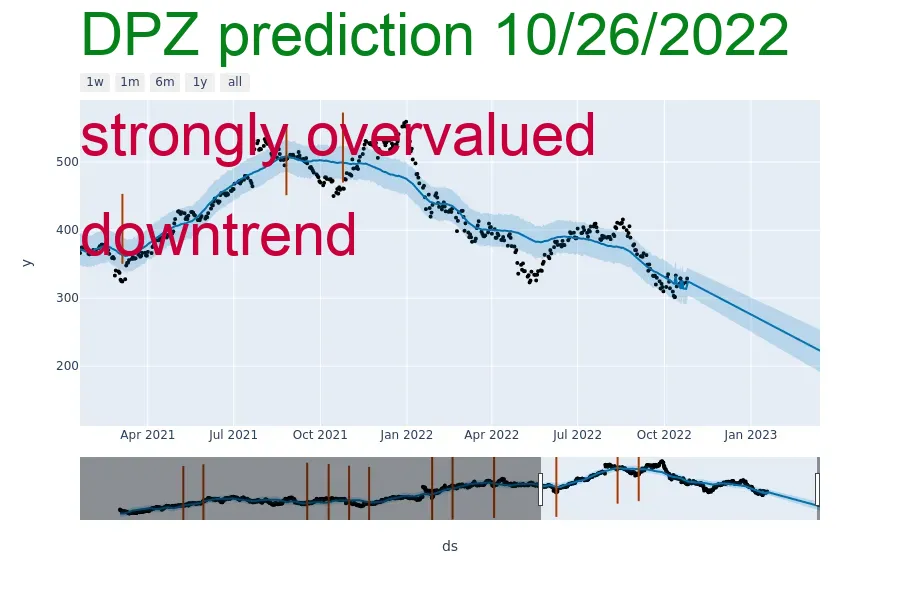 DPZ prediction 10/26/2022
1w 1m 6m 1y all
strongly overvalued
500
downtrend
400
y
300
200
Apr 2021 Jul 2021 Oct 2021 Jan 2022 Apr 2022 Jul 2022 Oct 2022 Jan 2023
ds